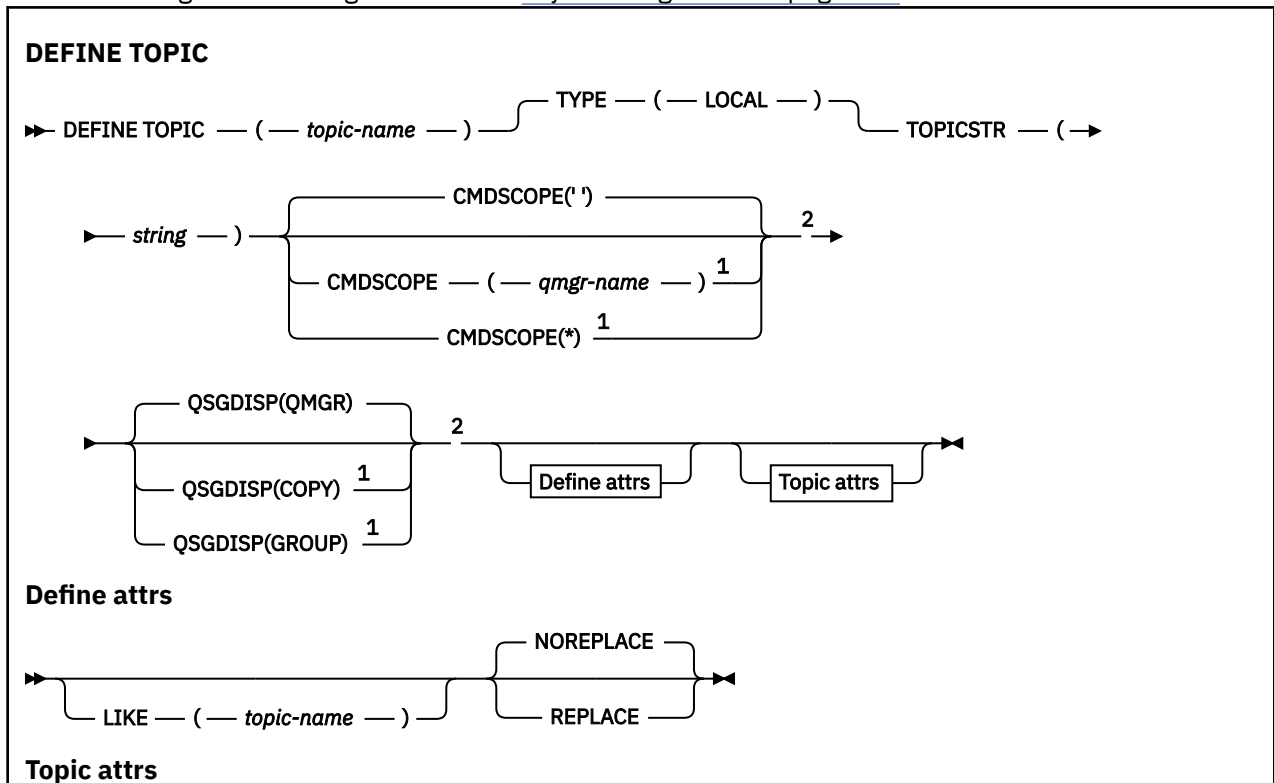 DEFINE TOPIC
TYPE ( LOCAL )
DEFINE TOPIC ( topic-name ) TOPICSTR (
CMDSCOPE(' ')
string ) 2
CMDSCOPE ( qmgr-name ) 1
CMDSCOPE(*) 1
QSGDISP(QMGR)
2
QSGDISP(COPY) 1 Define attrs Topic attrs
QSGDISP(GROUP) 1
Define attrs
NOREPLACE
LIKE ( topic-name ) REPLACE
Topic attrs